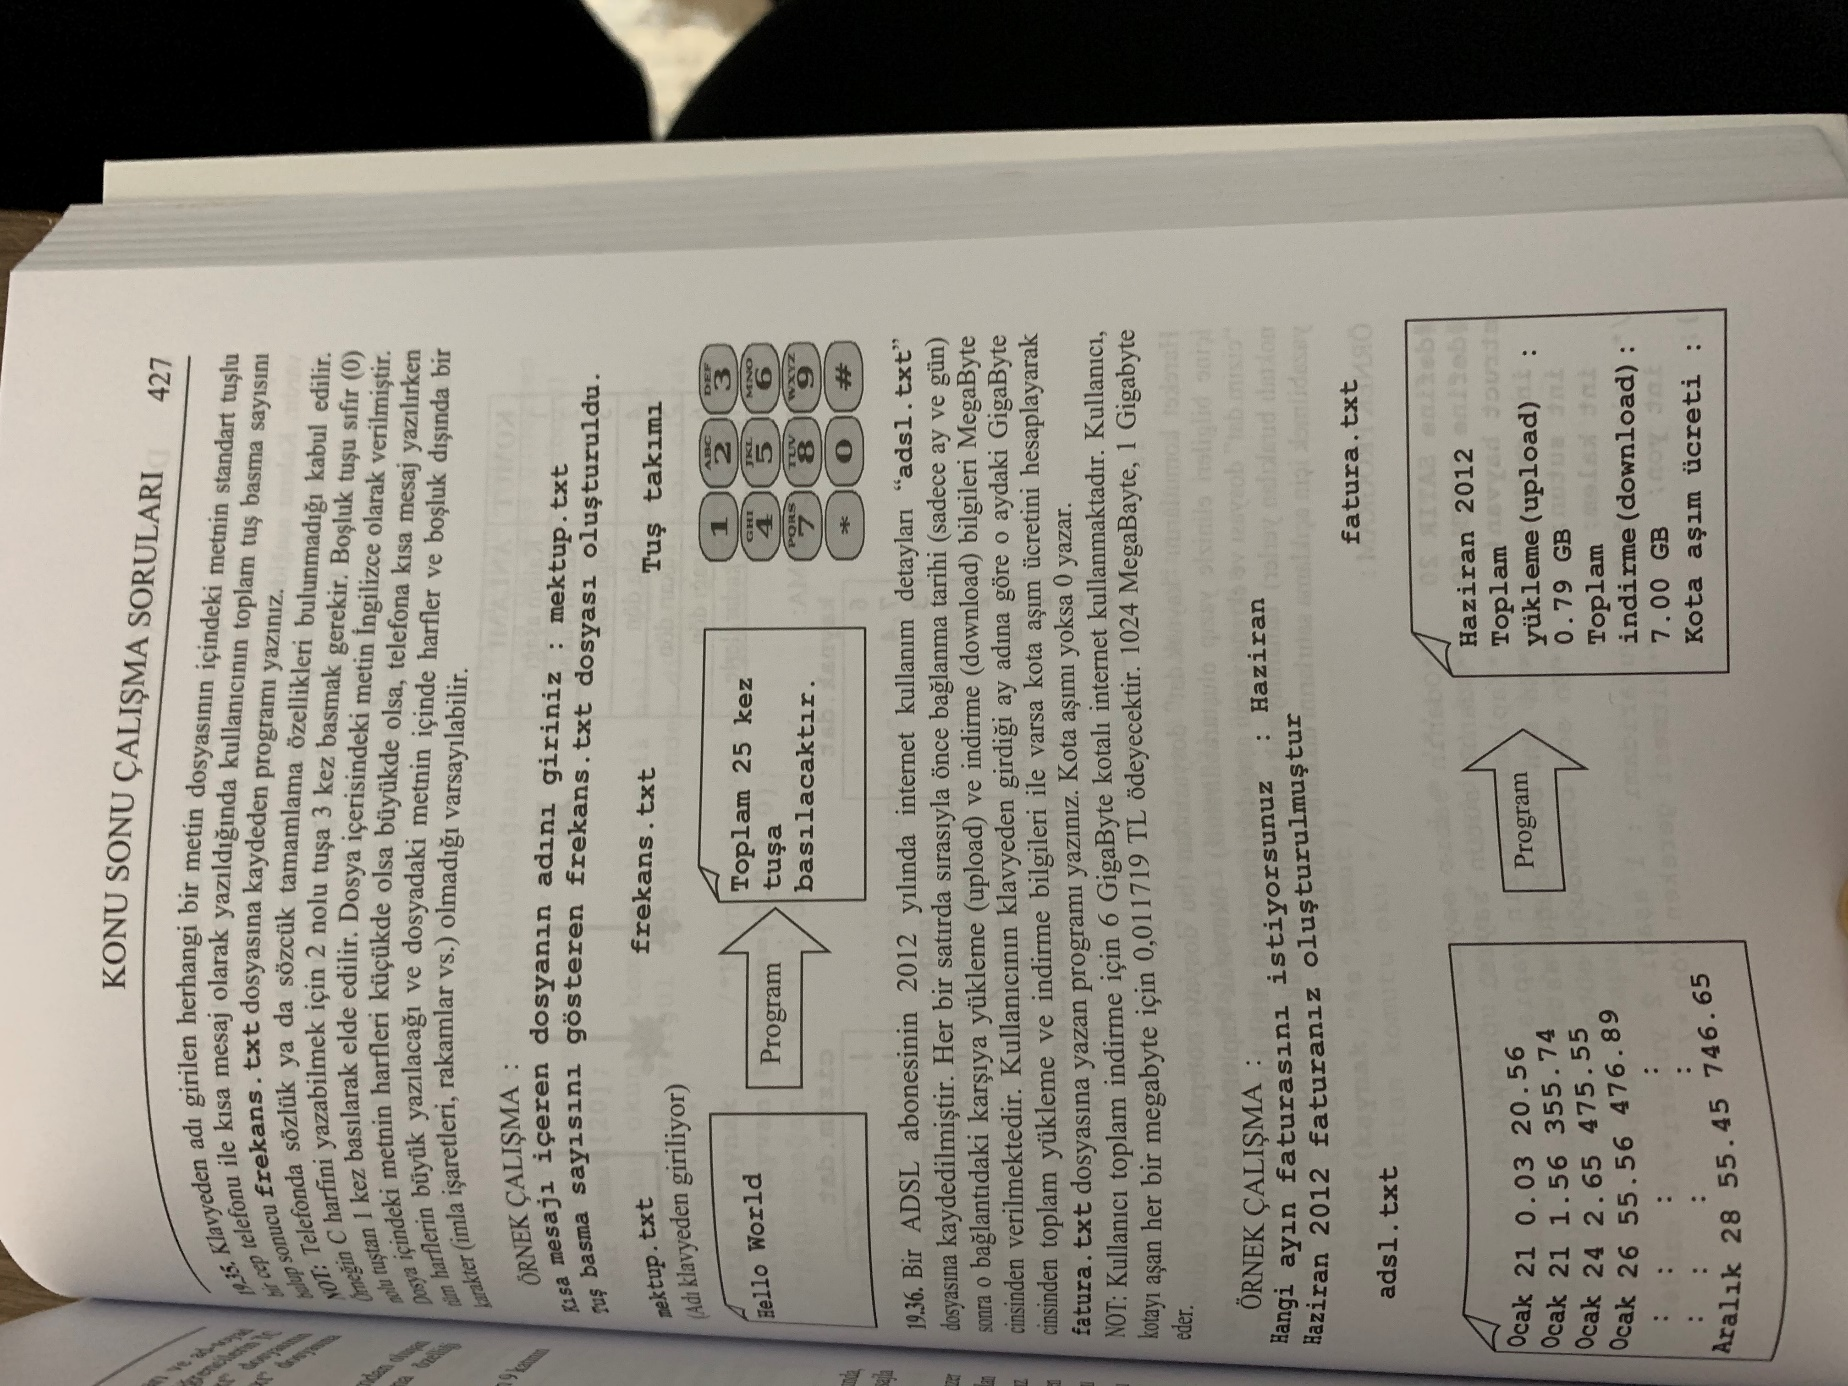 KONU SONU ÇALIŞMA SORULARI 427
19.35. Klavyeden adı girilen herhangi bir metin dosyasının içindeki metnin standart tuşlu
bir cep telefonu ile kısa mesaj olarak yazıldığında kullanıcının toplam tuş basma sayısını
bulup sonucu frekans.txt dosyasına kaydeden programı yazınız.
NOT: Telefonda sözlük ya da sözcük tamamlama özellikleri bulunmadığı kabul edilir.
Örneğin C harfini yazabilmek için 2 nolu tuşa 3 kez basmak gerekir. Boşluk tuşu sıfır (0)
nolu tuştan 1 kez basılarak elde edilir. Dosya içerisindeki metin İngilizce olarak verilmiştir.
Dosya içindeki metnin harfleri küçükde olsa büyükde olsa, telefona kısa mesaj yazılırken
tüm harflerin büyük yazılacağı ve dosyadaki metnin içinde harfler ve boşluk dışında bir
karakter (imla işaretleri, rakamlar vs.) olmadığı varsayılabilir.
ÖRNEK ÇALIŞMA :
Kısa mesajı içeren dosyanın adını giriniz : mektup.txt
Tuş basma sayısını gösteren frekans.txt dosyası oluşturuldu.
mektup.txt frekans.txt Tuş takımı
(Adı klavyeden giriliyor)
Hello World
Program
Toplam 25 kez
tuşa
basılacaktır.
1 ABC 2 DEF 3
GHI 4 JKL 5 MNO 6
PQRS 7 TUV 8 WXYZ 9
* 0 #
19.36. Bir ADSL abonesinin 2012 yılında internet kullanım detayları “adsl.txt”
dosyasına kaydedilmiştir. Her bir satırda sırasıyla önce bağlanma tarihi (sadece ay ve gün)
sonra o bağlantıdaki karşıya yükleme (upload) ve indirme (download) bilgileri MegaByte
cinsinden verilmektedir. Kullanıcının klavyeden girdiği ay adına göre o aydaki GigaByte
cinsinden toplam yükleme ve indirme bilgileri ile varsa kota aşım ücretini hesaplayarak
fatura.txt dosyasına yazan programı yazınız. Kota aşımı yoksa 0 yazar.
NOT: Kullanıcı toplam indirme için 6 GigaByte kotalı internet kullanmaktadır. Kullanıcı,
kotayı aşan her bir megabyte için 0,011719 TL ödeyecektir. 1024 MegaBayte, 1 Gigabyte
eder.
ÖRNEK ÇALIŞMA :
Hangi ayın faturasını istiyorsunuz : Haziran
Haziran 2012 faturanız oluşturulmuştur
adsl.txt fatura.txt
Ocak 21 0.03 20.56
Ocak 21 1.56 355.74
Ocak 24 2.65 475.55
Ocak 26 55.56 476.89
: : : :
: : : :
Aralık 28 55.45 746.65
Program
Haziran 2012
Toplam
yükleme(upload) :
0.79 GB
Toplam
indirme(download) :
7.00 GB
Kota aşım ücreti :